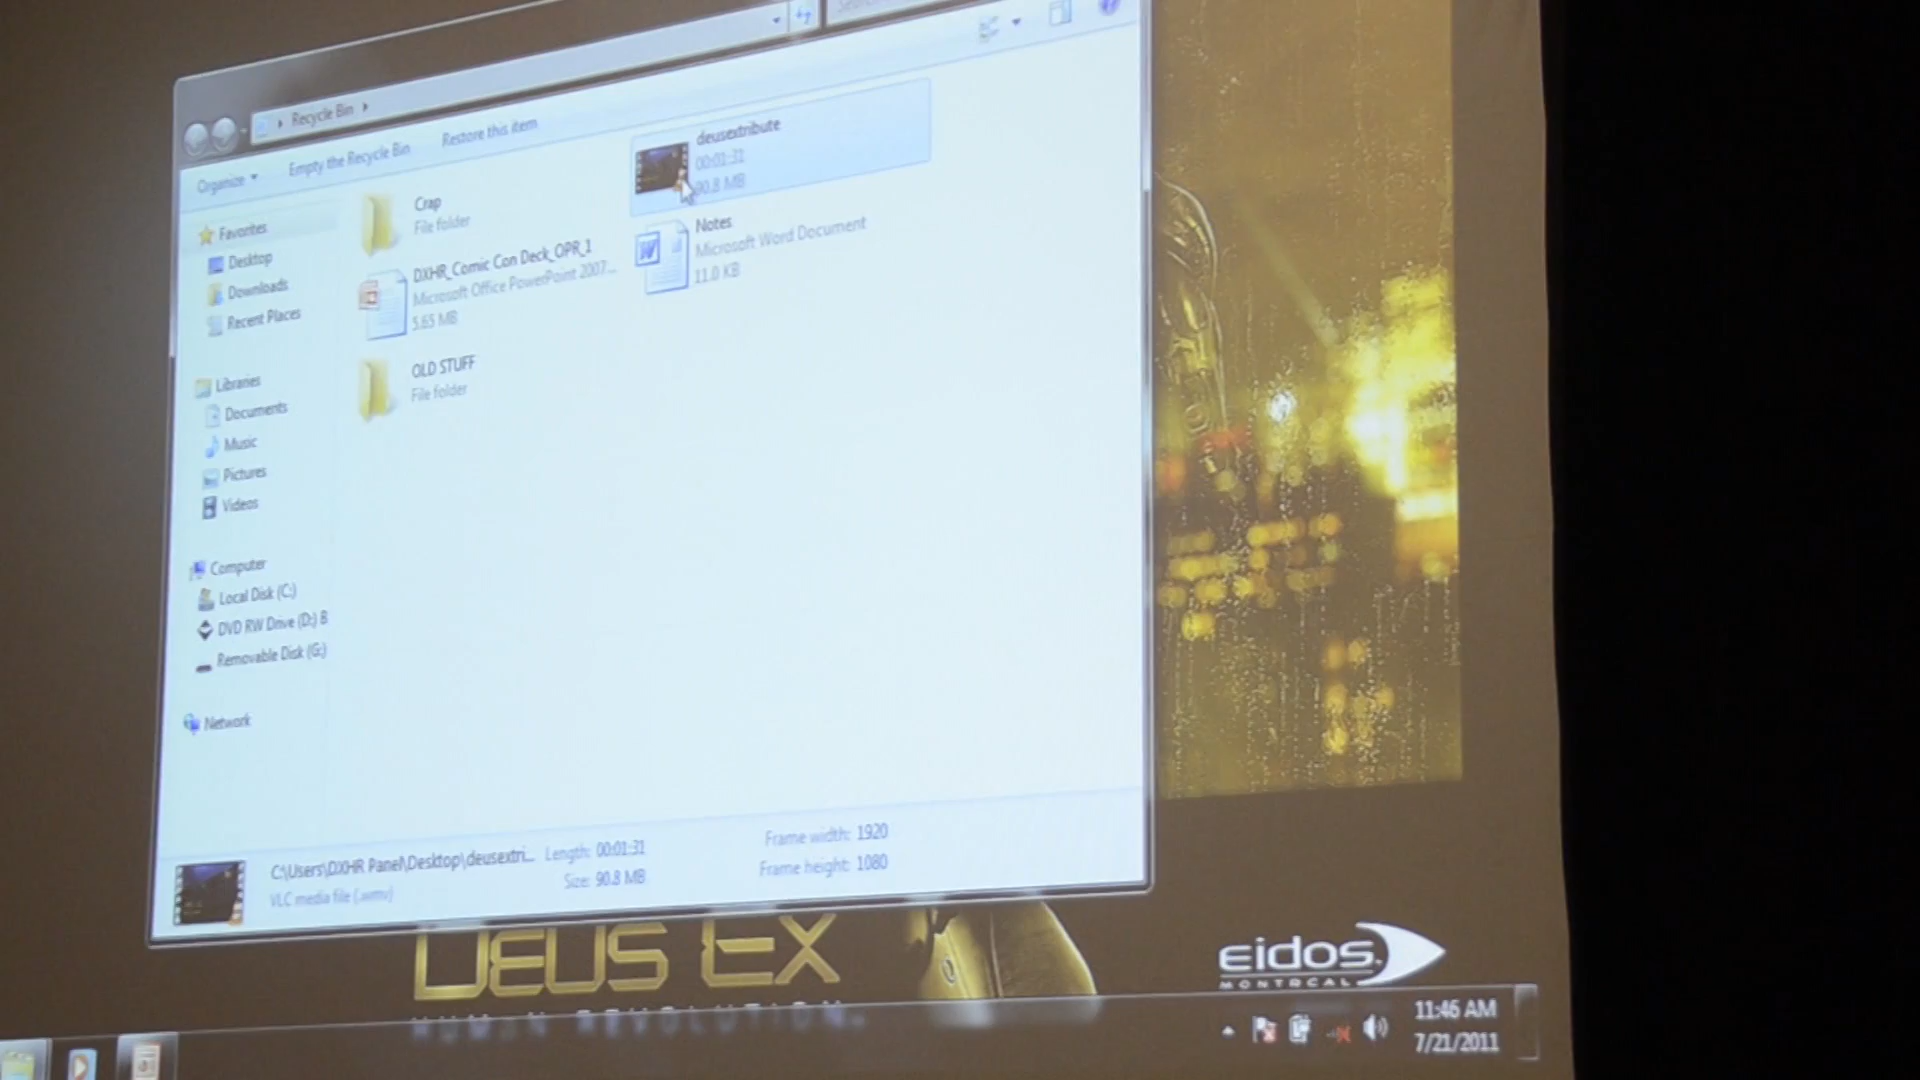 Recycle Bin
Organize
Empty the Recycle Bin
Restore this item
Favorites
Desktop
Downloads
Recent Places
Libraries
Documents
Music
Pictures
Videos
Computer
Local Disk (C:)
DVD RW Drive (D:) B
Removable Disk (G:)
Network
Crap
File folder
DXHR_Comic Con Deck_OPR_1
Microsoft Office PowerPoint 2007...
5.65 MB
OLD STUFF
File folder
deusextribute
00:01:31
90.8 MB
Notes
Microsoft Word Document
11.0 KB
C:\Users\DXHR Panel\Desktop\deusextri...
VLC media file (.wmv)
Length: 00:01:31
Size: 90.8 MB
Frame width: 1920
Frame height: 1080
DEUS EX
HUMAN REVOLUTION
eidos
MONTREAL
11:46 AM
7/21/2011